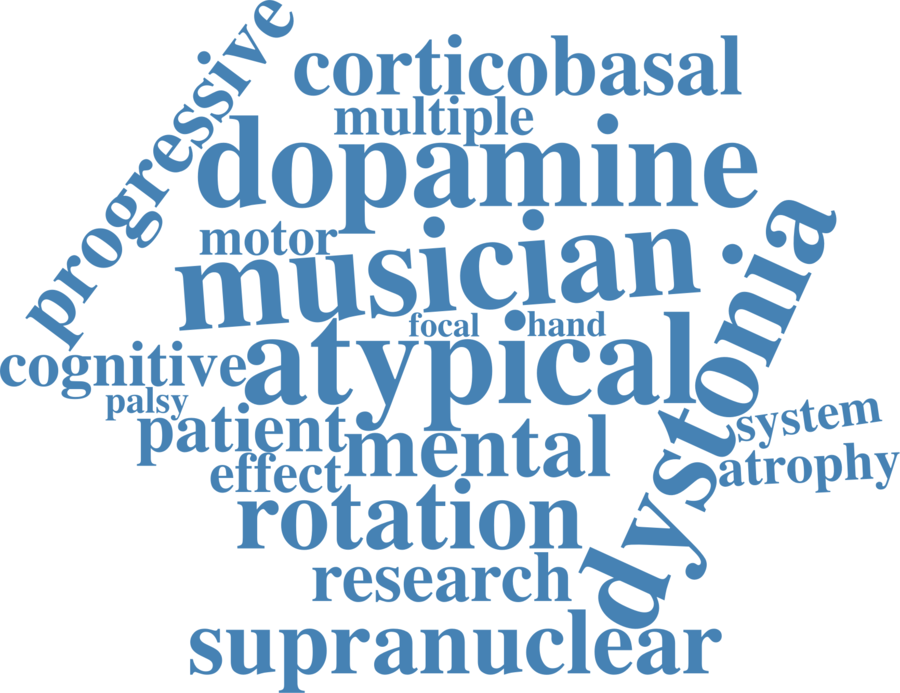 progressive
corticobasal
multiple
dopamine
motor
musician
focal hand
dystonia
cognitive
atypical
palsy
patient
mental
system
effect
atrophy
rotation
research
supranuclear